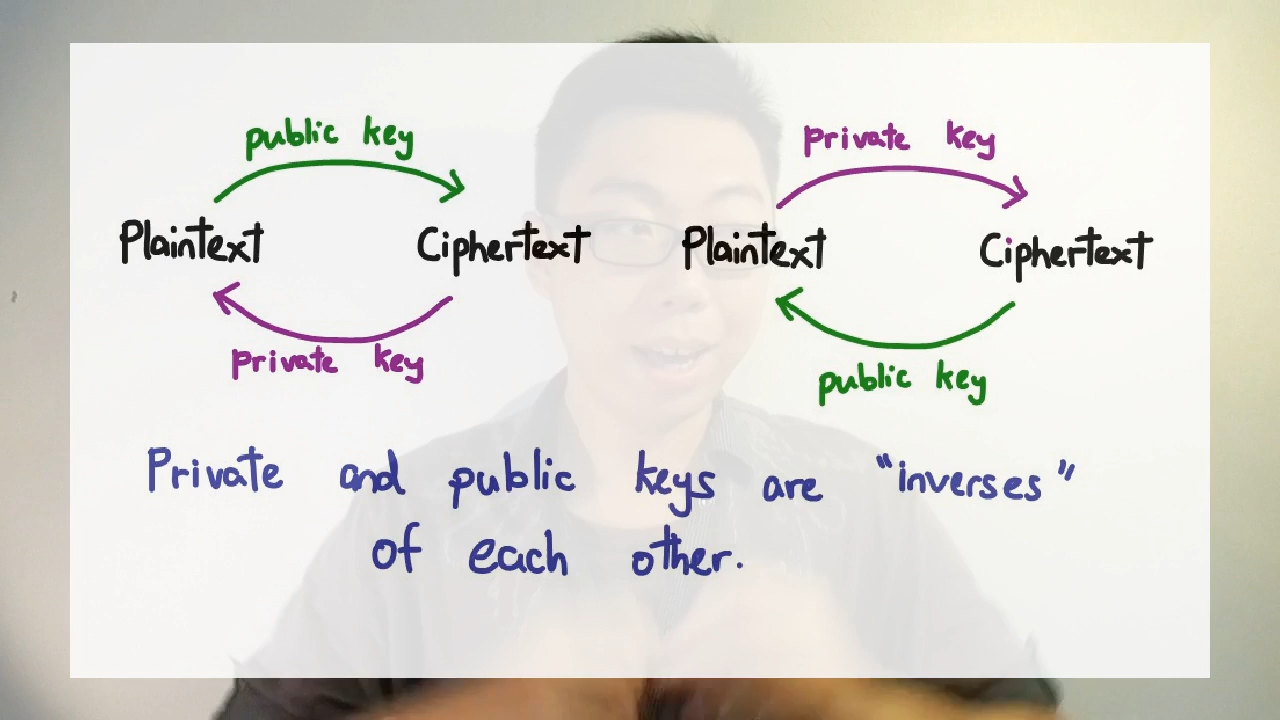 public key
private key
Plaintext Ciphertext Plaintext Ciphertext
private key
public key
Private and public keys are "inverses"
of each other.